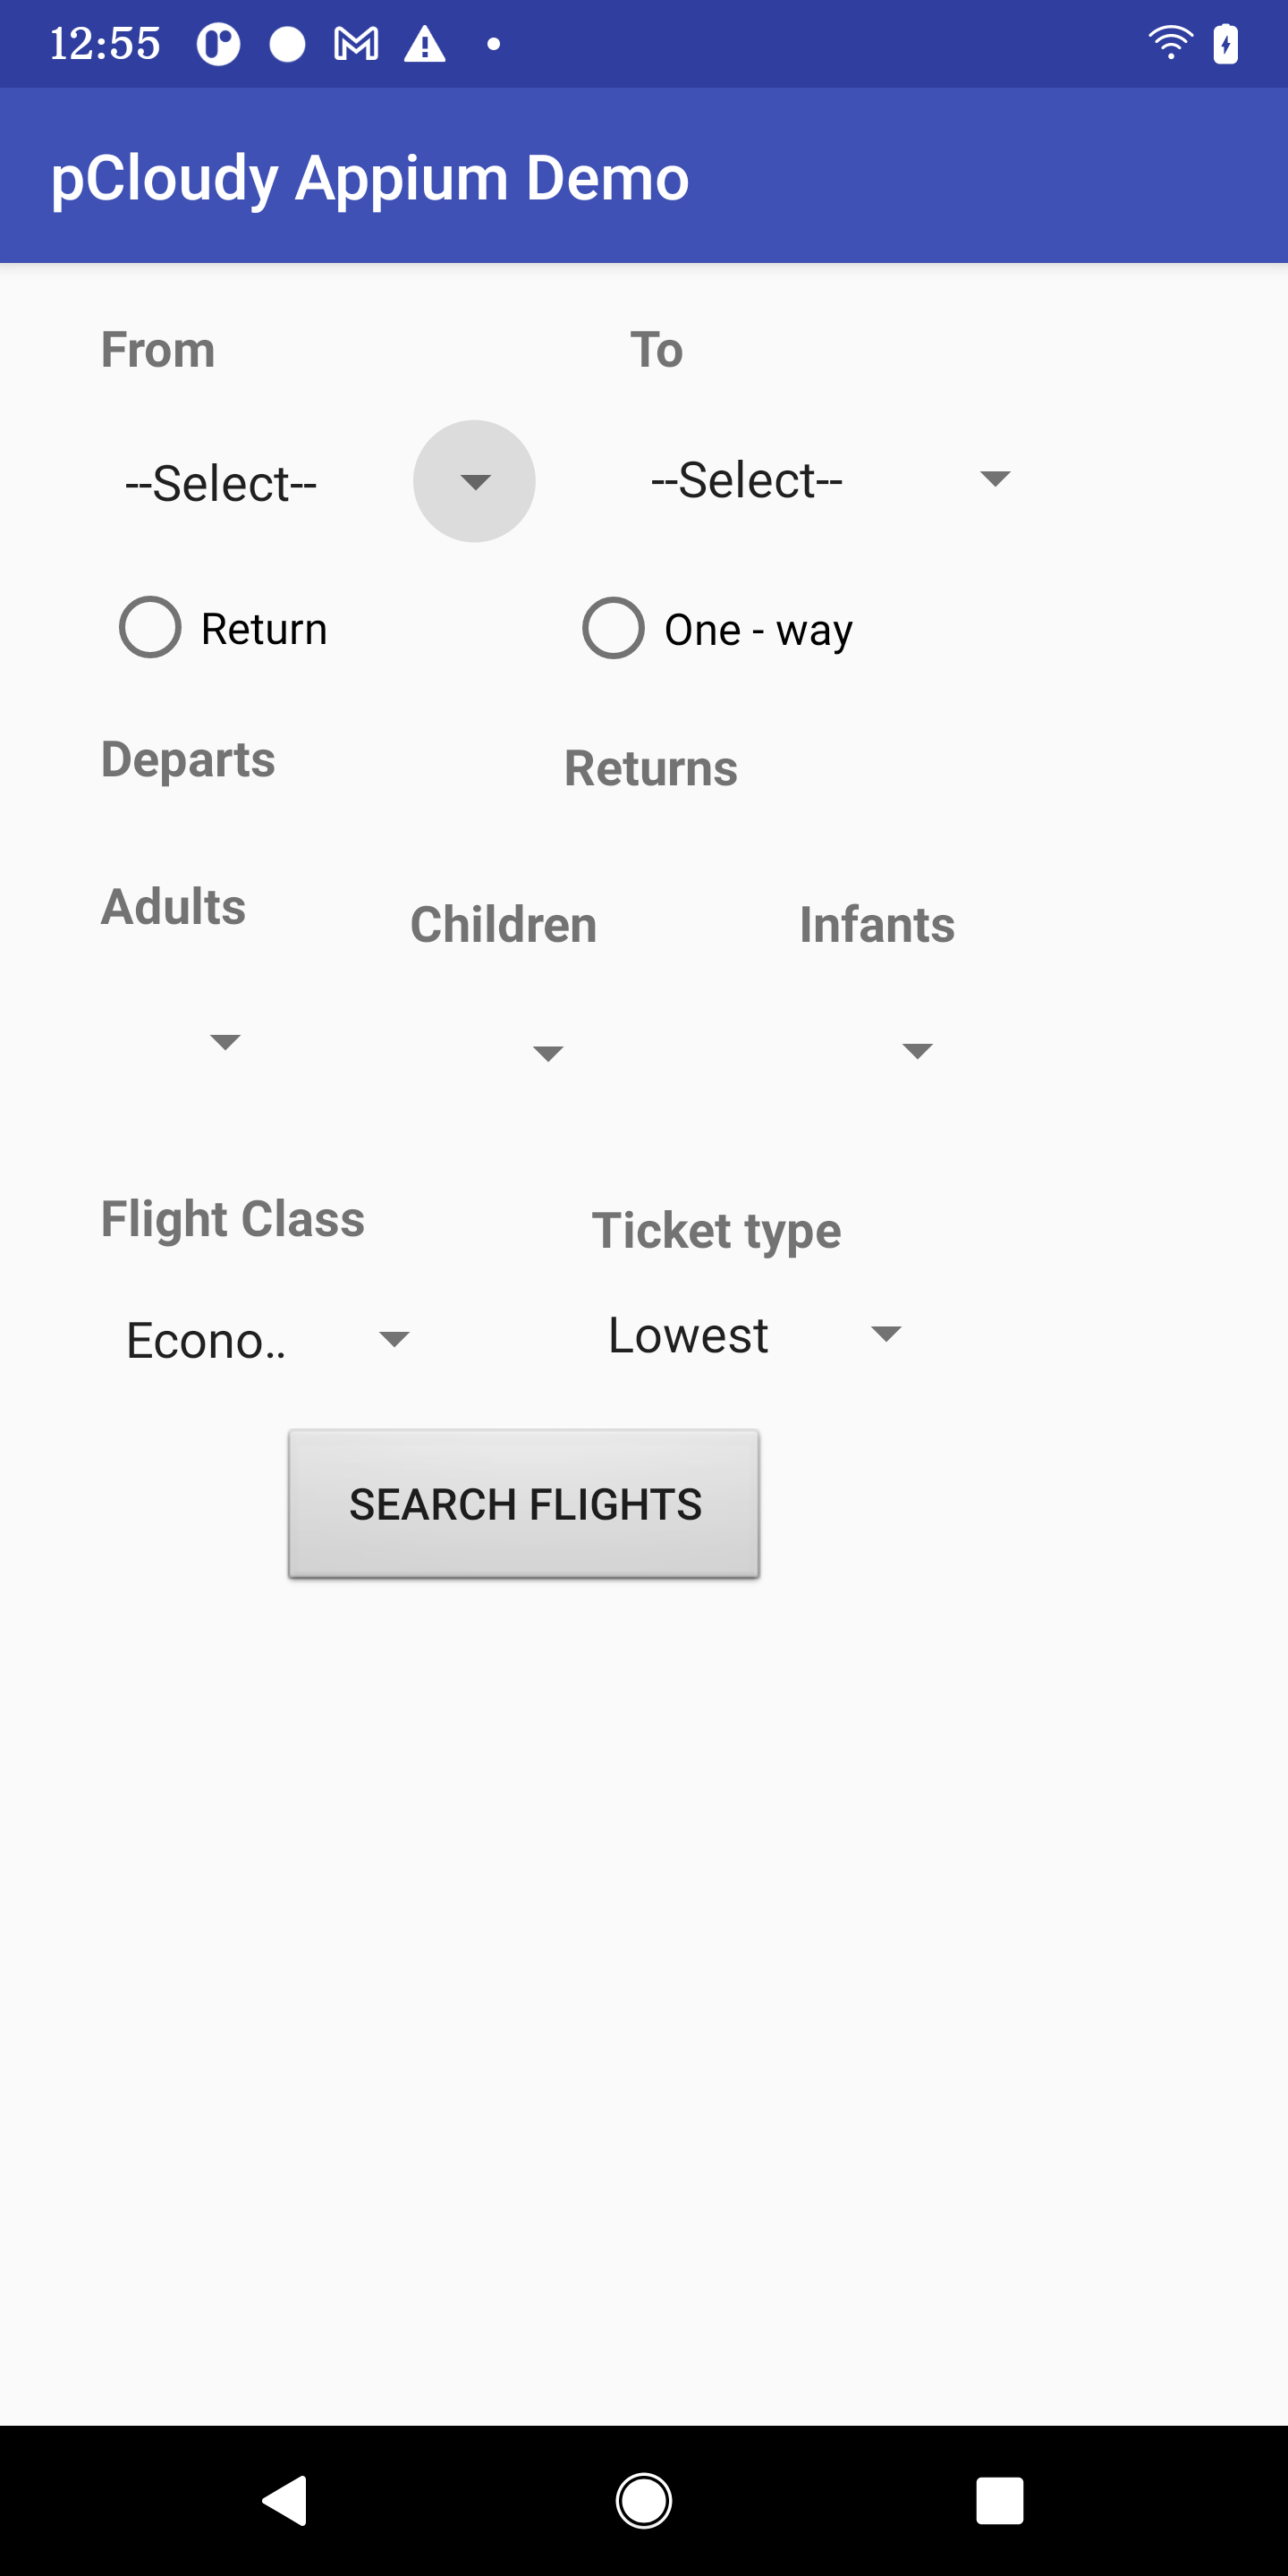 12:55
pCloudy Appium Demo
From To
--Select-- --Select--
Return One - way
Departs Returns
Adults Children Infants
Flight Class Ticket type
Econo.. Lowest
SEARCH FLIGHTS